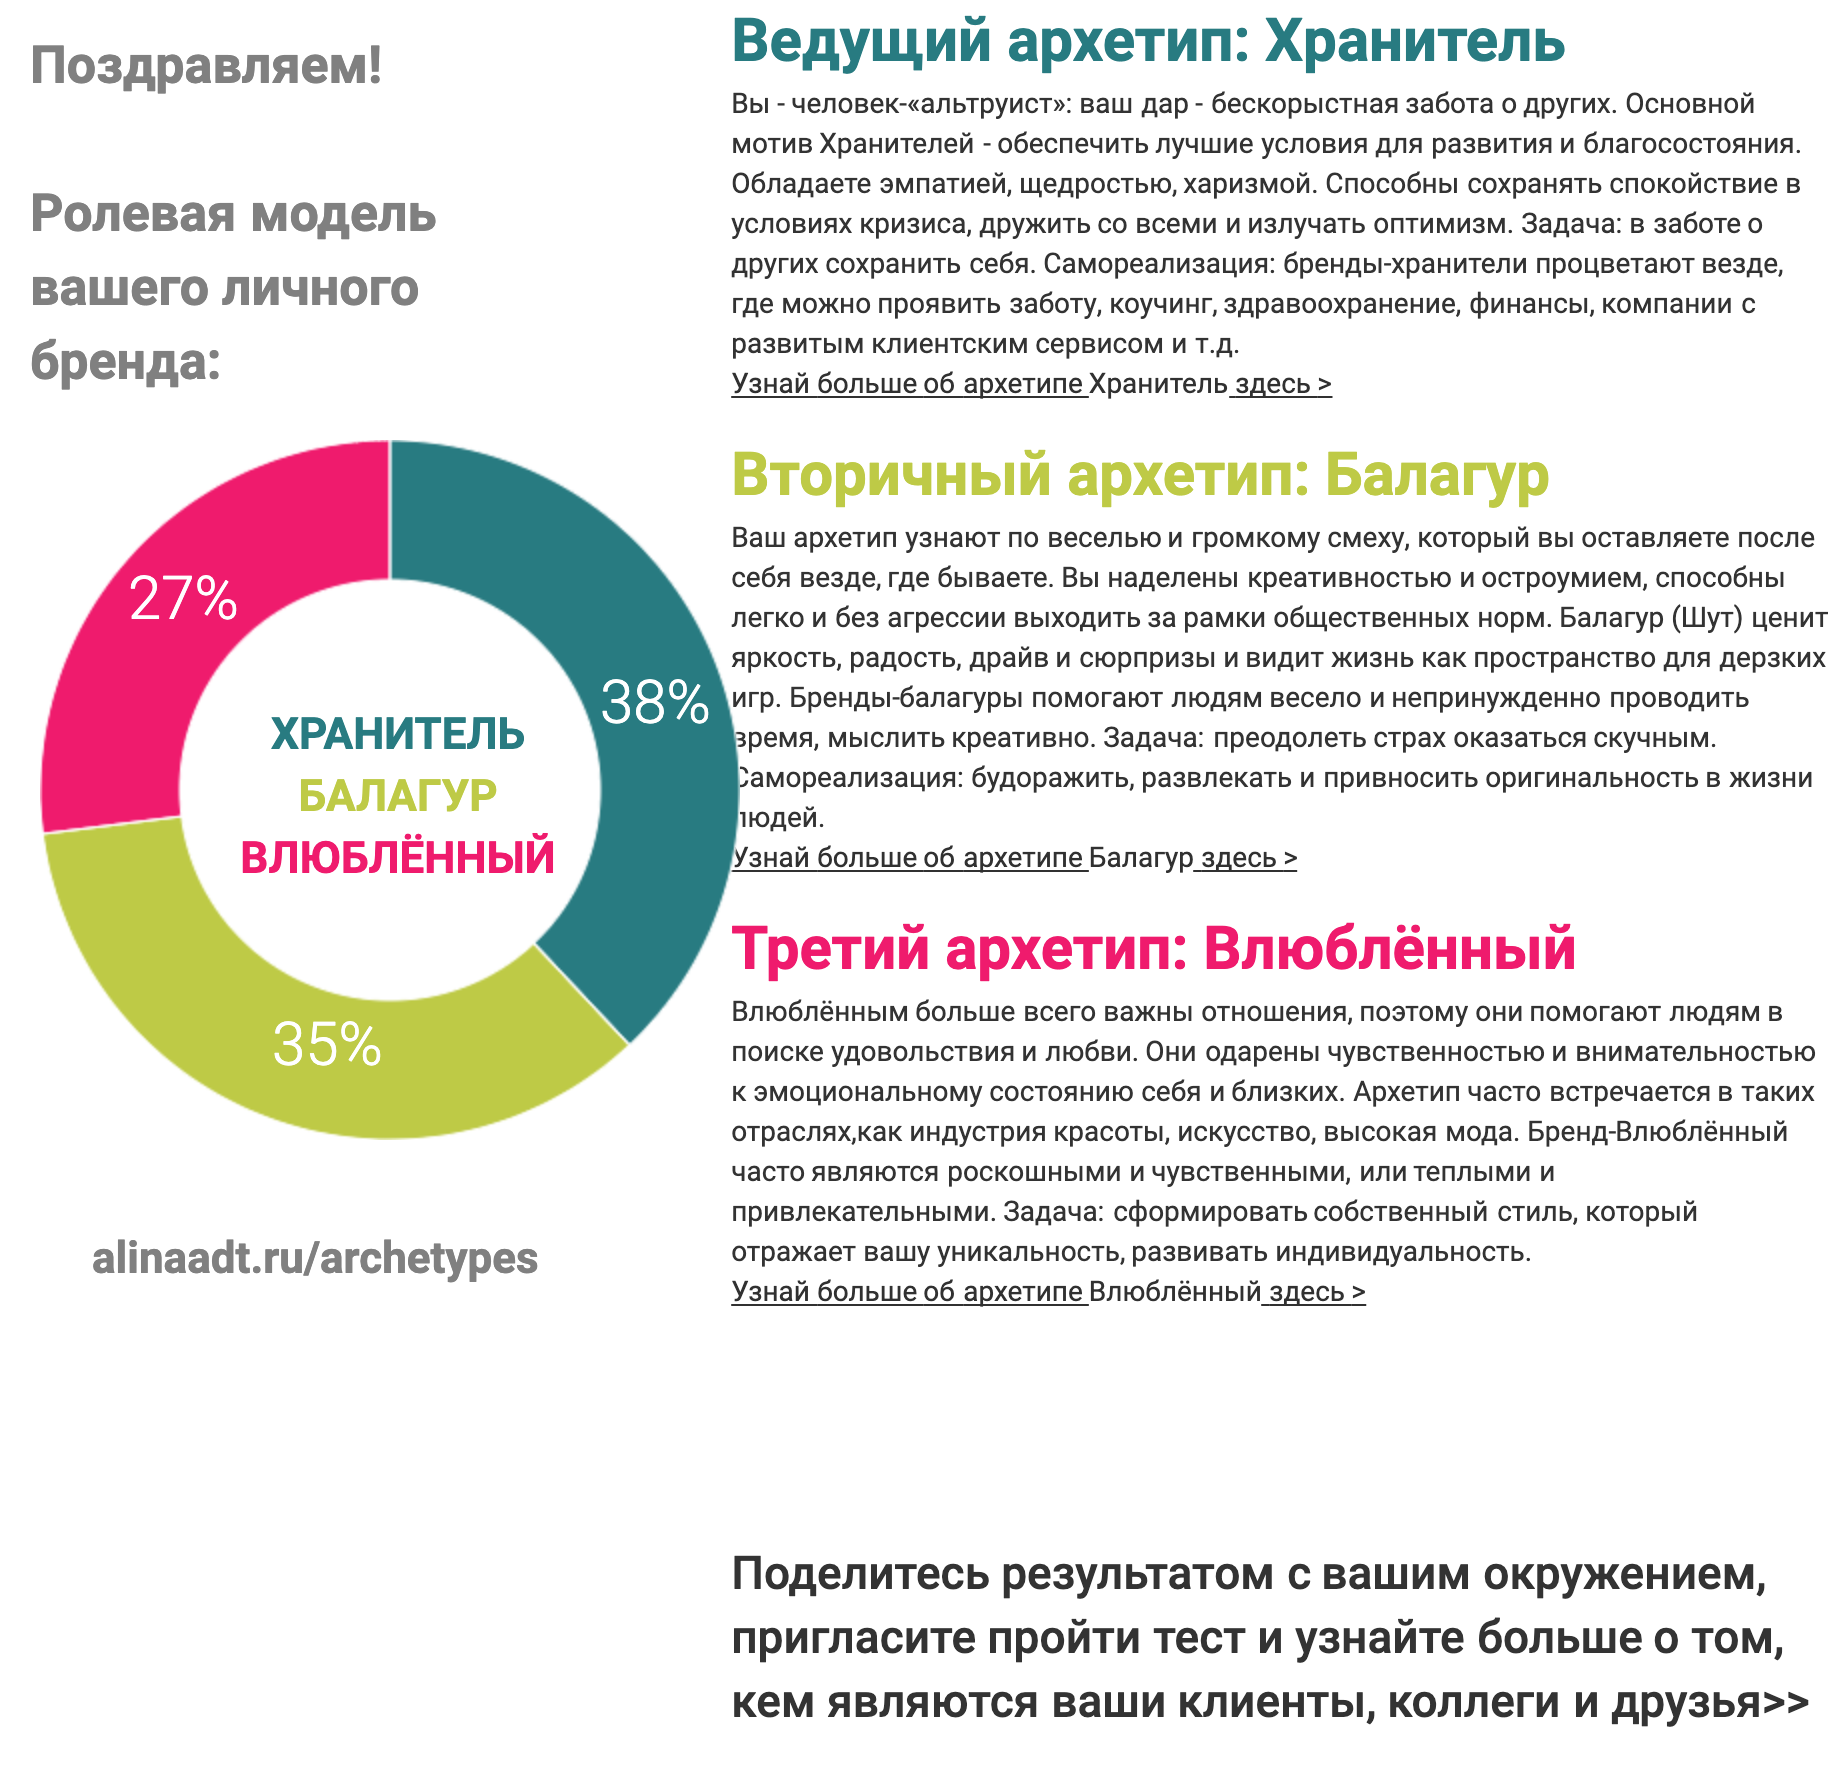 Поздравляем!
Ролевая модель
вашего личного
бренда:
27%
38%
35%
ХРАНИТЕЛЬ
БАЛАГУР
ВЛЮБЛЁННЫЙ
alinaadt.ru/archetypes
Ведущий архетип: Хранитель
Вы - человек-«альтруист»: ваш дар - бескорыстная забота о других. Основной
мотив Хранителей - обеспечить лучшие условия для развития и благосостояния.
Обладаете эмпатией, щедростью, харизмой. Способны сохранять спокойствие в
условиях кризиса, дружить со всеми и излучать оптимизм. Задача: в заботе о
других сохранить себя. Самореализация: бренды-хранители процветают везде,
где можно проявить заботу, коучинг, здравоохранение, финансы, компании с
развитым клиентским сервисом и т.д.
Узнай больше об архетипе Хранитель здесь >
Вторичный архетип: Балагур
Ваш архетип узнают по веселью и громкому смеху, который вы оставляете после
себя везде, где бываете. Вы наделены креативностью и остроумием, способны
легко и без агрессии выходить за рамки общественных норм. Балагур (Шут) ценит
яркость, радость, драйв и сюрпризы и видит жизнь как пространство для дерзких
игр. Бренды-балагуры помогают людям весело и непринужденно проводить
время, мыслить креативно. Задача: преодолеть страх оказаться скучным.
Самореализация: будоражить, развлекать и привносить оригинальность в жизни
людей.
Узнай больше об архетипе Балагур здесь >
Третий архетип: Влюблённый
Влюблённым больше всего важны отношения, поэтому они помогают людям в
поиске удовольствия и любви. Они одарены чувственностью и внимательностью
к эмоциональному состоянию себя и близких. Архетип часто встречается в таких
отраслях,как индустрия красоты, искусство, высокая мода. Бренд-Влюблённый
часто являются роскошными и чувственными, или теплыми и
привлекательными. Задача: сформировать собственный стиль, который
отражает вашу уникальность, развивать индивидуальность.
Узнай больше об архетипе Влюблённый здесь >
Поделитесь результатом с вашим окружением,
пригласите пройти тест и узнайте больше о том,
кем являются ваши клиенты, коллеги и друзья>>